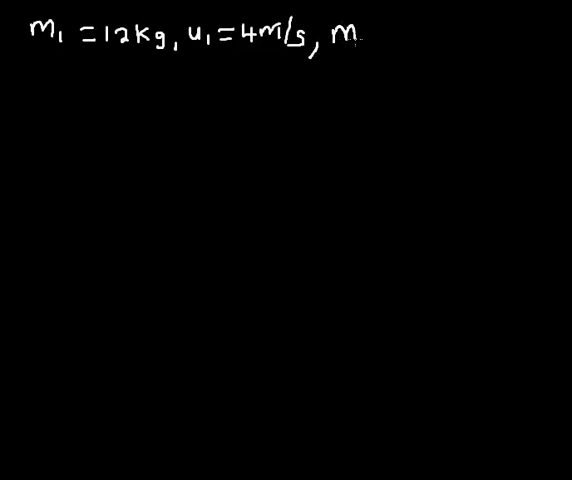 m₁ = 12kg, u₁ = 4m/s, m